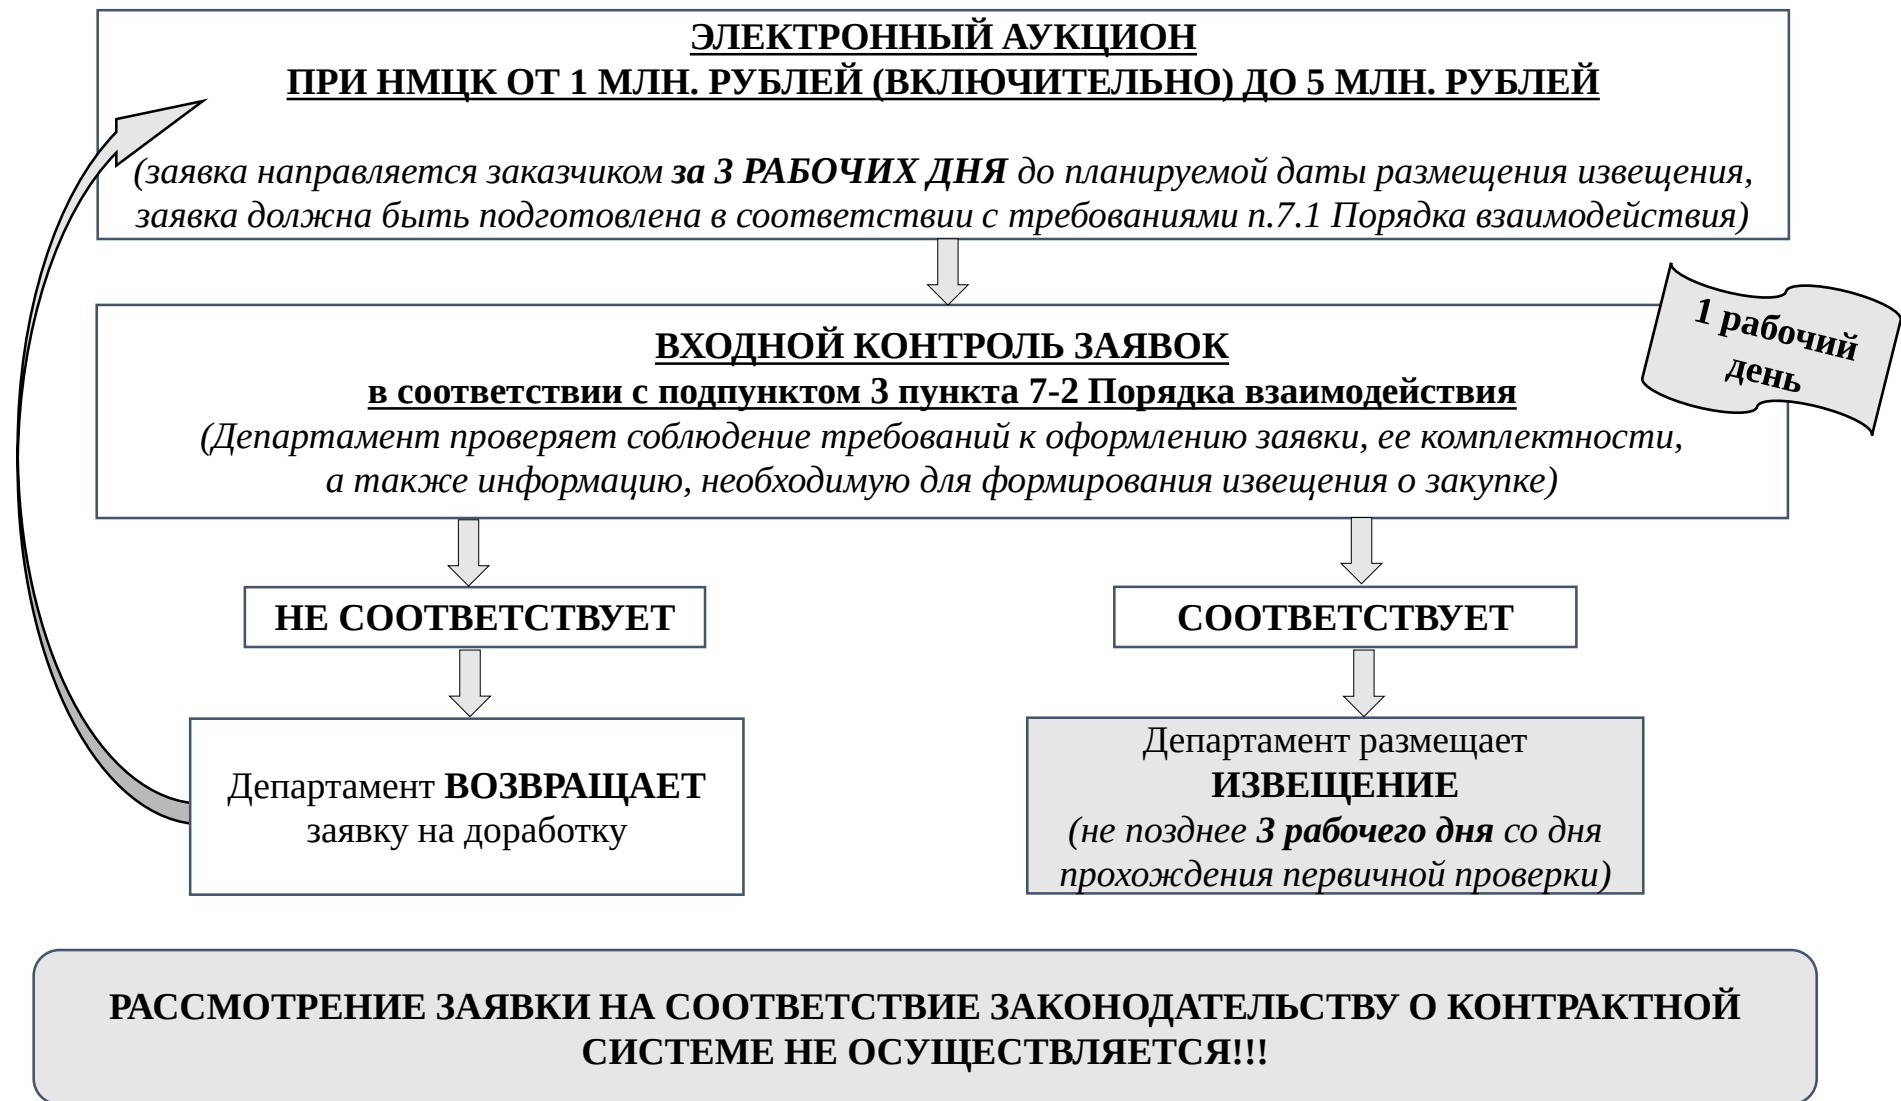 ЭЛЕКТРОННЫЙ АУКЦИОН
ПРИ НМЦК ОТ 1 МЛН. РУБЛЕЙ (ВКЛЮЧИТЕЛЬНО) ДО 5 МЛН. РУБЛЕЙ
(заявка направляется заказчиком за 3 РАБОЧИХ ДНЯ до планируемой даты размещения извещения,
заявка должна быть подготовлена в соответствии с требованиями п.7.1 Порядка взаимодействия)
1 рабочий
день
ВХОДНОЙ КОНТРОЛЬ ЗАЯВОК
в соответствии с подпунктом 3 пункта 7-2 Порядка взаимодействия
(Департамент проверяет соблюдение требований к оформлению заявки, ее комплектности,
а также информацию, необходимую для формирования извещения о закупке)
НЕ СООТВЕТСТВУЕТ
СООТВЕТСТВУЕТ
Департамент ВОЗВРАЩАЕТ
заявку на доработку
Департамент размещает
ИЗВЕЩЕНИЕ
(не позднее 3 рабочего дня со дня
прохождения первичной проверки)
РАССМОТРЕНИЕ ЗАЯВКИ НА СООТВЕТСТВИЕ ЗАКОНОДАТЕЛЬСТВУ О КОНТРАКТНОЙ
СИСТЕМЕ НЕ ОСУЩЕСТВЛЯЕТСЯ!!!